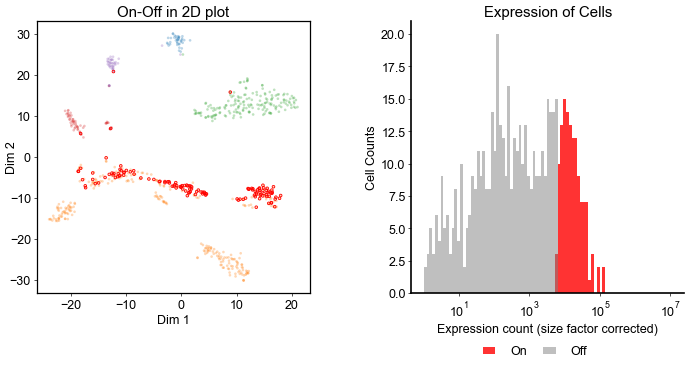 On-Off in 2D plot
30
20
10
0
−10
−20
−30
Dim 2
−20 −10 0 10 20
Dim 1
Expression of Cells
20.0
17.5
15.0
12.5
10.0
7.5
5.0
2.5
0.0
Cell Counts
10^1 10^3 10^5 10^7
Expression count (size factor corrected)
On Off